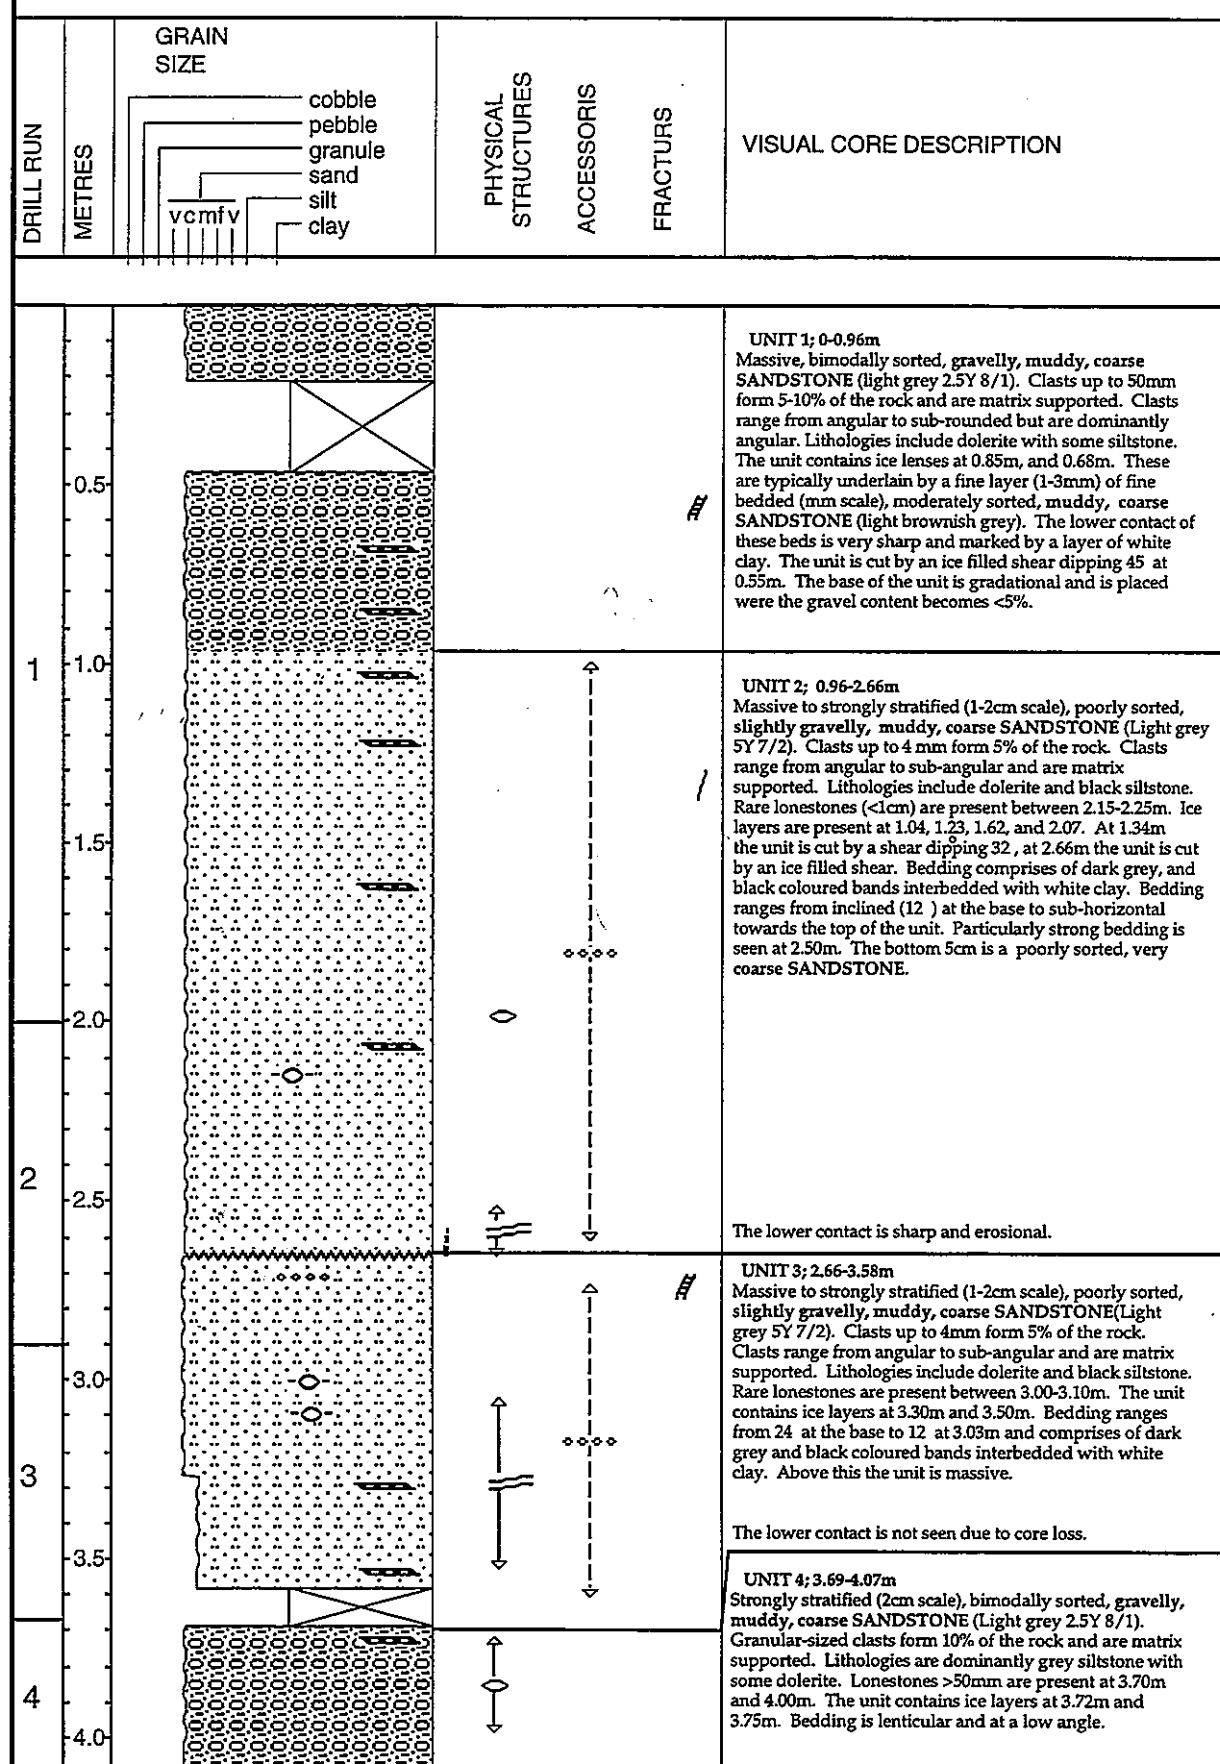 GRAIN
SIZE
cobble
pebble
granule
sand
silt
clay
vcmfv
DRILL RUN
METRES
PHYSICAL
STRUCTURES
ACCESSORIS
FRACTURS
VISUAL CORE DESCRIPTION
UNIT 1; 0-0.96m
Massive, bimodally sorted, gravelly, muddy, coarse
SANDSTONE (light grey 2.5Y 8/1). Clasts up to 50mm
form 5-10% of the rock and are matrix supported. Clasts
range from angular to sub-rounded but are dominantly
angular. Lithologies include dolerite with some siltstone.
The unit contains ice lenses at 0.85m, and 0.68m. These
are typically underlain by a fine layer (1-3mm) of fine
bedded (mm scale), moderately sorted, muddy, coarse
SANDSTONE (light brownish grey). The lower contact of
these beds is very sharp and marked by a layer of white
clay. The unit is cut by an ice filled shear dipping 45 at
0.55m. The base of the unit is gradational and is placed
were the gravel content becomes <5%.
UNIT 2; 0.96-2.66m
Massive to strongly stratified (1-2cm scale), poorly sorted,
slightly gravelly, muddy, coarse SANDSTONE (Light grey
5Y 7/2). Clasts up to 4 mm form 5% of the rock. Clasts
range from angular to sub-angular and are matrix
supported. Lithologies include dolerite and black siltstone.
Rare lonestones (<1cm) are present between 2.15-2.25m. Ice
layers are present at 1.04, 1.23, 1.62, and 2.07. At 1.34m
the unit is cut by a shear dipping 32 , at 2.66m the unit is cut
by an ice filled shear. Bedding comprises of dark grey, and
black coloured bands interbedded with white clay. Bedding
ranges from inclined (12 ) at the base to sub-horizontal
towards the top of the unit. Particularly strong bedding is
seen at 2.50m. The bottom 5cm is a poorly sorted, very
coarse SANDSTONE.
The lower contact is sharp and erosional.
UNIT 3; 2.66-3.58m
Massive to strongly stratified (1-2cm scale), poorly sorted,
slightly gravelly, muddy, coarse SANDSTONE(Light
grey 5Y 7/2). Clasts up to 4mm form 5% of the rock.
Clasts range from angular to sub-angular and are matrix
supported. Lithologies include dolerite and black siltstone.
Rare lonestones are present between 3.00-3.10m. The unit
contains ice layers at 3.30m and 3.50m. Bedding ranges
from 24 at the base to 12 at 3.03m and comprises of dark
grey and black coloured bands interbedded with white
clay. Above this the unit is massive.
The lower contact is not seen due to core loss.
UNIT 4; 3.69-4.07m
Strongly stratified (2cm scale), bimodally sorted, gravelly,
muddy, coarse SANDSTONE (Light grey 2.5Y 8/1).
Granular-sized clasts form 10% of the rock and are matrix
supported. Lithologies are dominantly grey siltstone with
some dolerite. Lonestones >50mm are present at 3.70m
and 4.00m. The unit contains ice layers at 3.72m and
3.75m. Bedding is lenticular and at a low angle.
0.5
1
1.0
1.5
2.0
2
2.5
3.0
3
3.5
4
4.0